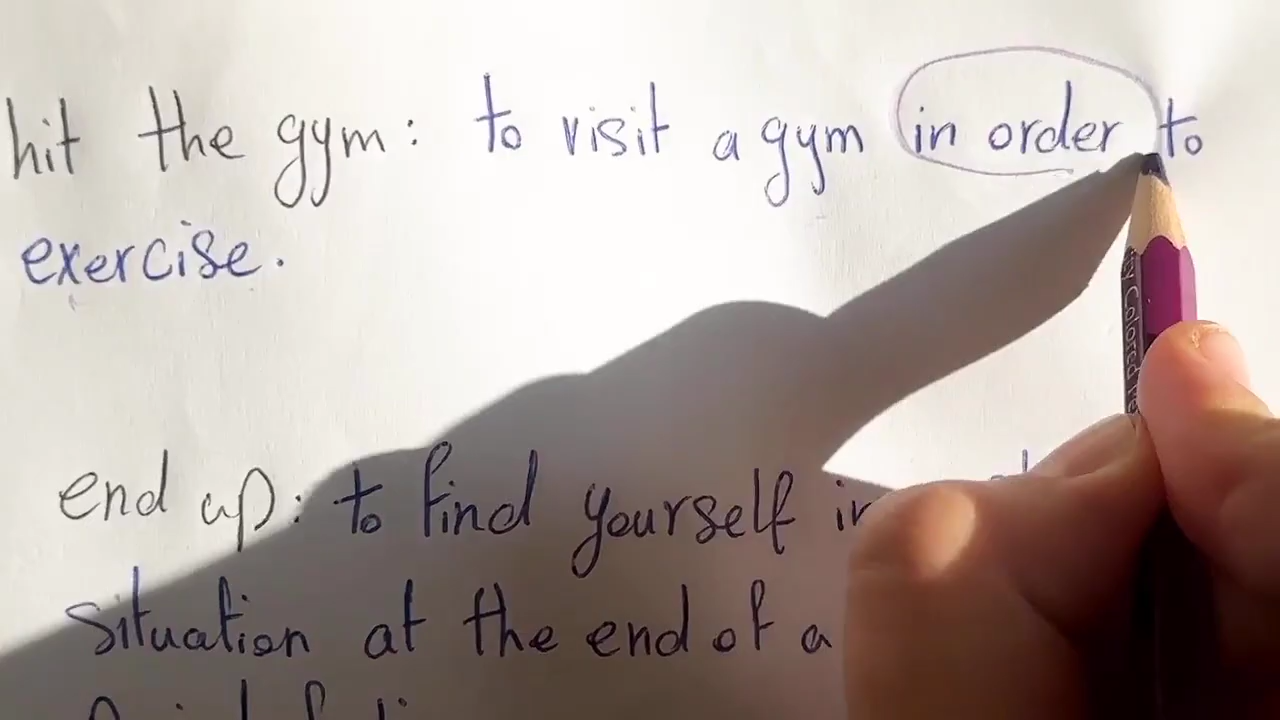 hit the gym: to visit a gym in order to
exercise.
end up: to find yourself in
situation at the end of a
Colored